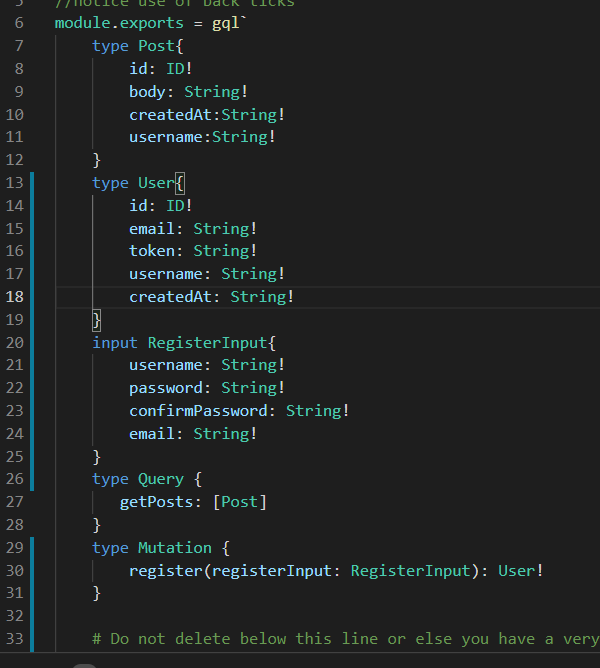 5 //notice use of back ticks
6 module.exports = gql`
7 type Post{
8 id: ID!
9 body: String!
10 createdAt:String!
11 username:String!
12 }
13 type User{
14 id: ID!
15 email: String!
16 token: String!
17 username: String!
18 createdAt: String!
19 }
20 input RegisterInput{
21 username: String!
22 password: String!
23 confirmPassword: String!
24 email: String!
25 }
26 type Query {
27 getPosts: [Post]
28 }
29 type Mutation {
30 register(registerInput: RegisterInput): User!
31 }
32
33 # Do not delete below this line or else you have a very